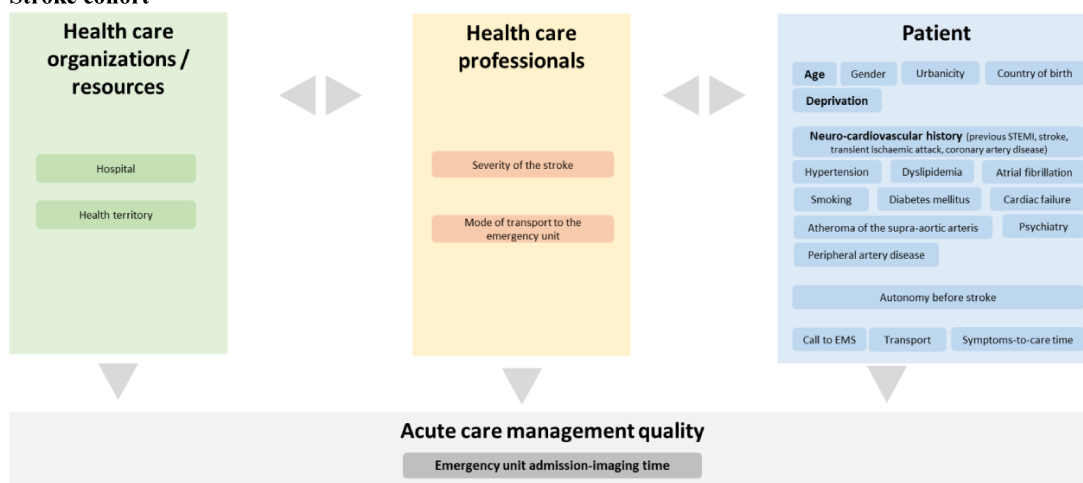 Stroke cohort
Health care
organizations /
resources
Hospital
Health territory
Health care
professionals
Severity of the stroke
Mode of transport to the
emergency unit
Patient
Age
Gender
Urbanicity
Country of birth
Deprivation
Neuro-cardiovascular history (previous STEMI, stroke,
transient ischaemic attack, coronary artery disease)
Hypertension
Dyslipidemia
Atrial fibrillation
Smoking
Diabetes mellitus
Cardiac failure
Atheroma of the supra-aortic arteris
Psychiatry
Peripheral artery disease
Autonomy before stroke
Call to EMS
Transport
Symptoms-to-care time
Acute care management quality
Emergency unit admission-imaging time